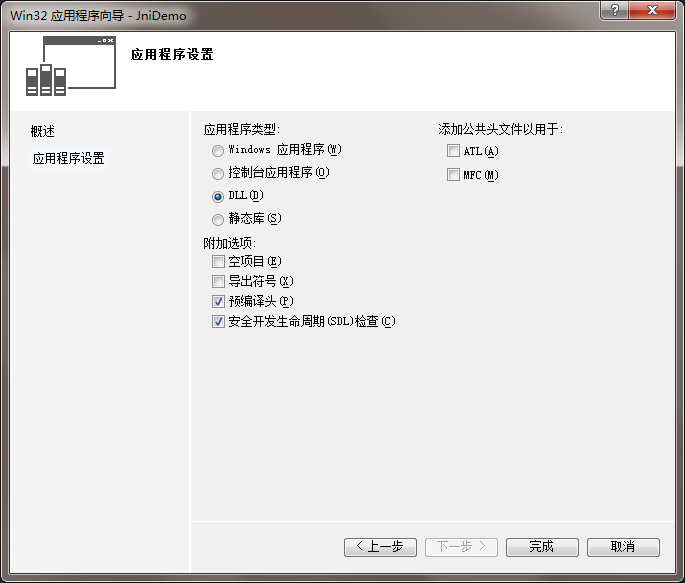 Win32 应用程序向导 - JniDemo
应用程序设置
概述
应用程序设置
应用程序类型:
Windows 应用程序(W)
控制台应用程序(O)
DLL(D)
静态库(S)
附加选项:
空项目(E)
导出符号(X)
预编译头(P)
安全开发生命周期(SDL)检查(C)
添加公共头文件以用于:
ATL(A)
MFC(M)
< 上一步
下一步 >
完成
取消